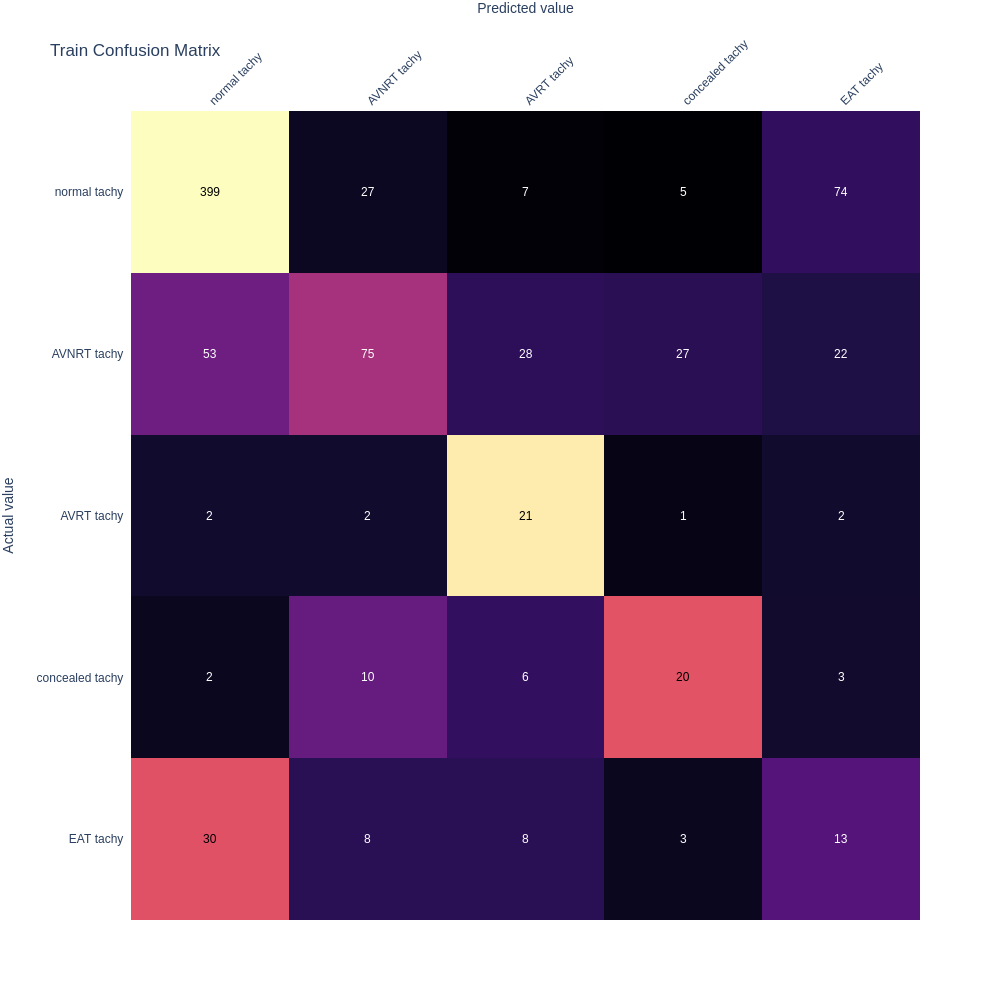 Predicted value
Train Confusion Matrix
normal tachy
AVNRT tachy
AVRT tachy
concealed tachy
EAT tachy
Actual value
normal tachy 399 27 7 5 74
AVNRT tachy 53 75 28 27 22
AVRT tachy 2 2 21 1 2
concealed tachy 2 10 6 20 3
EAT tachy 30 8 8 3 13